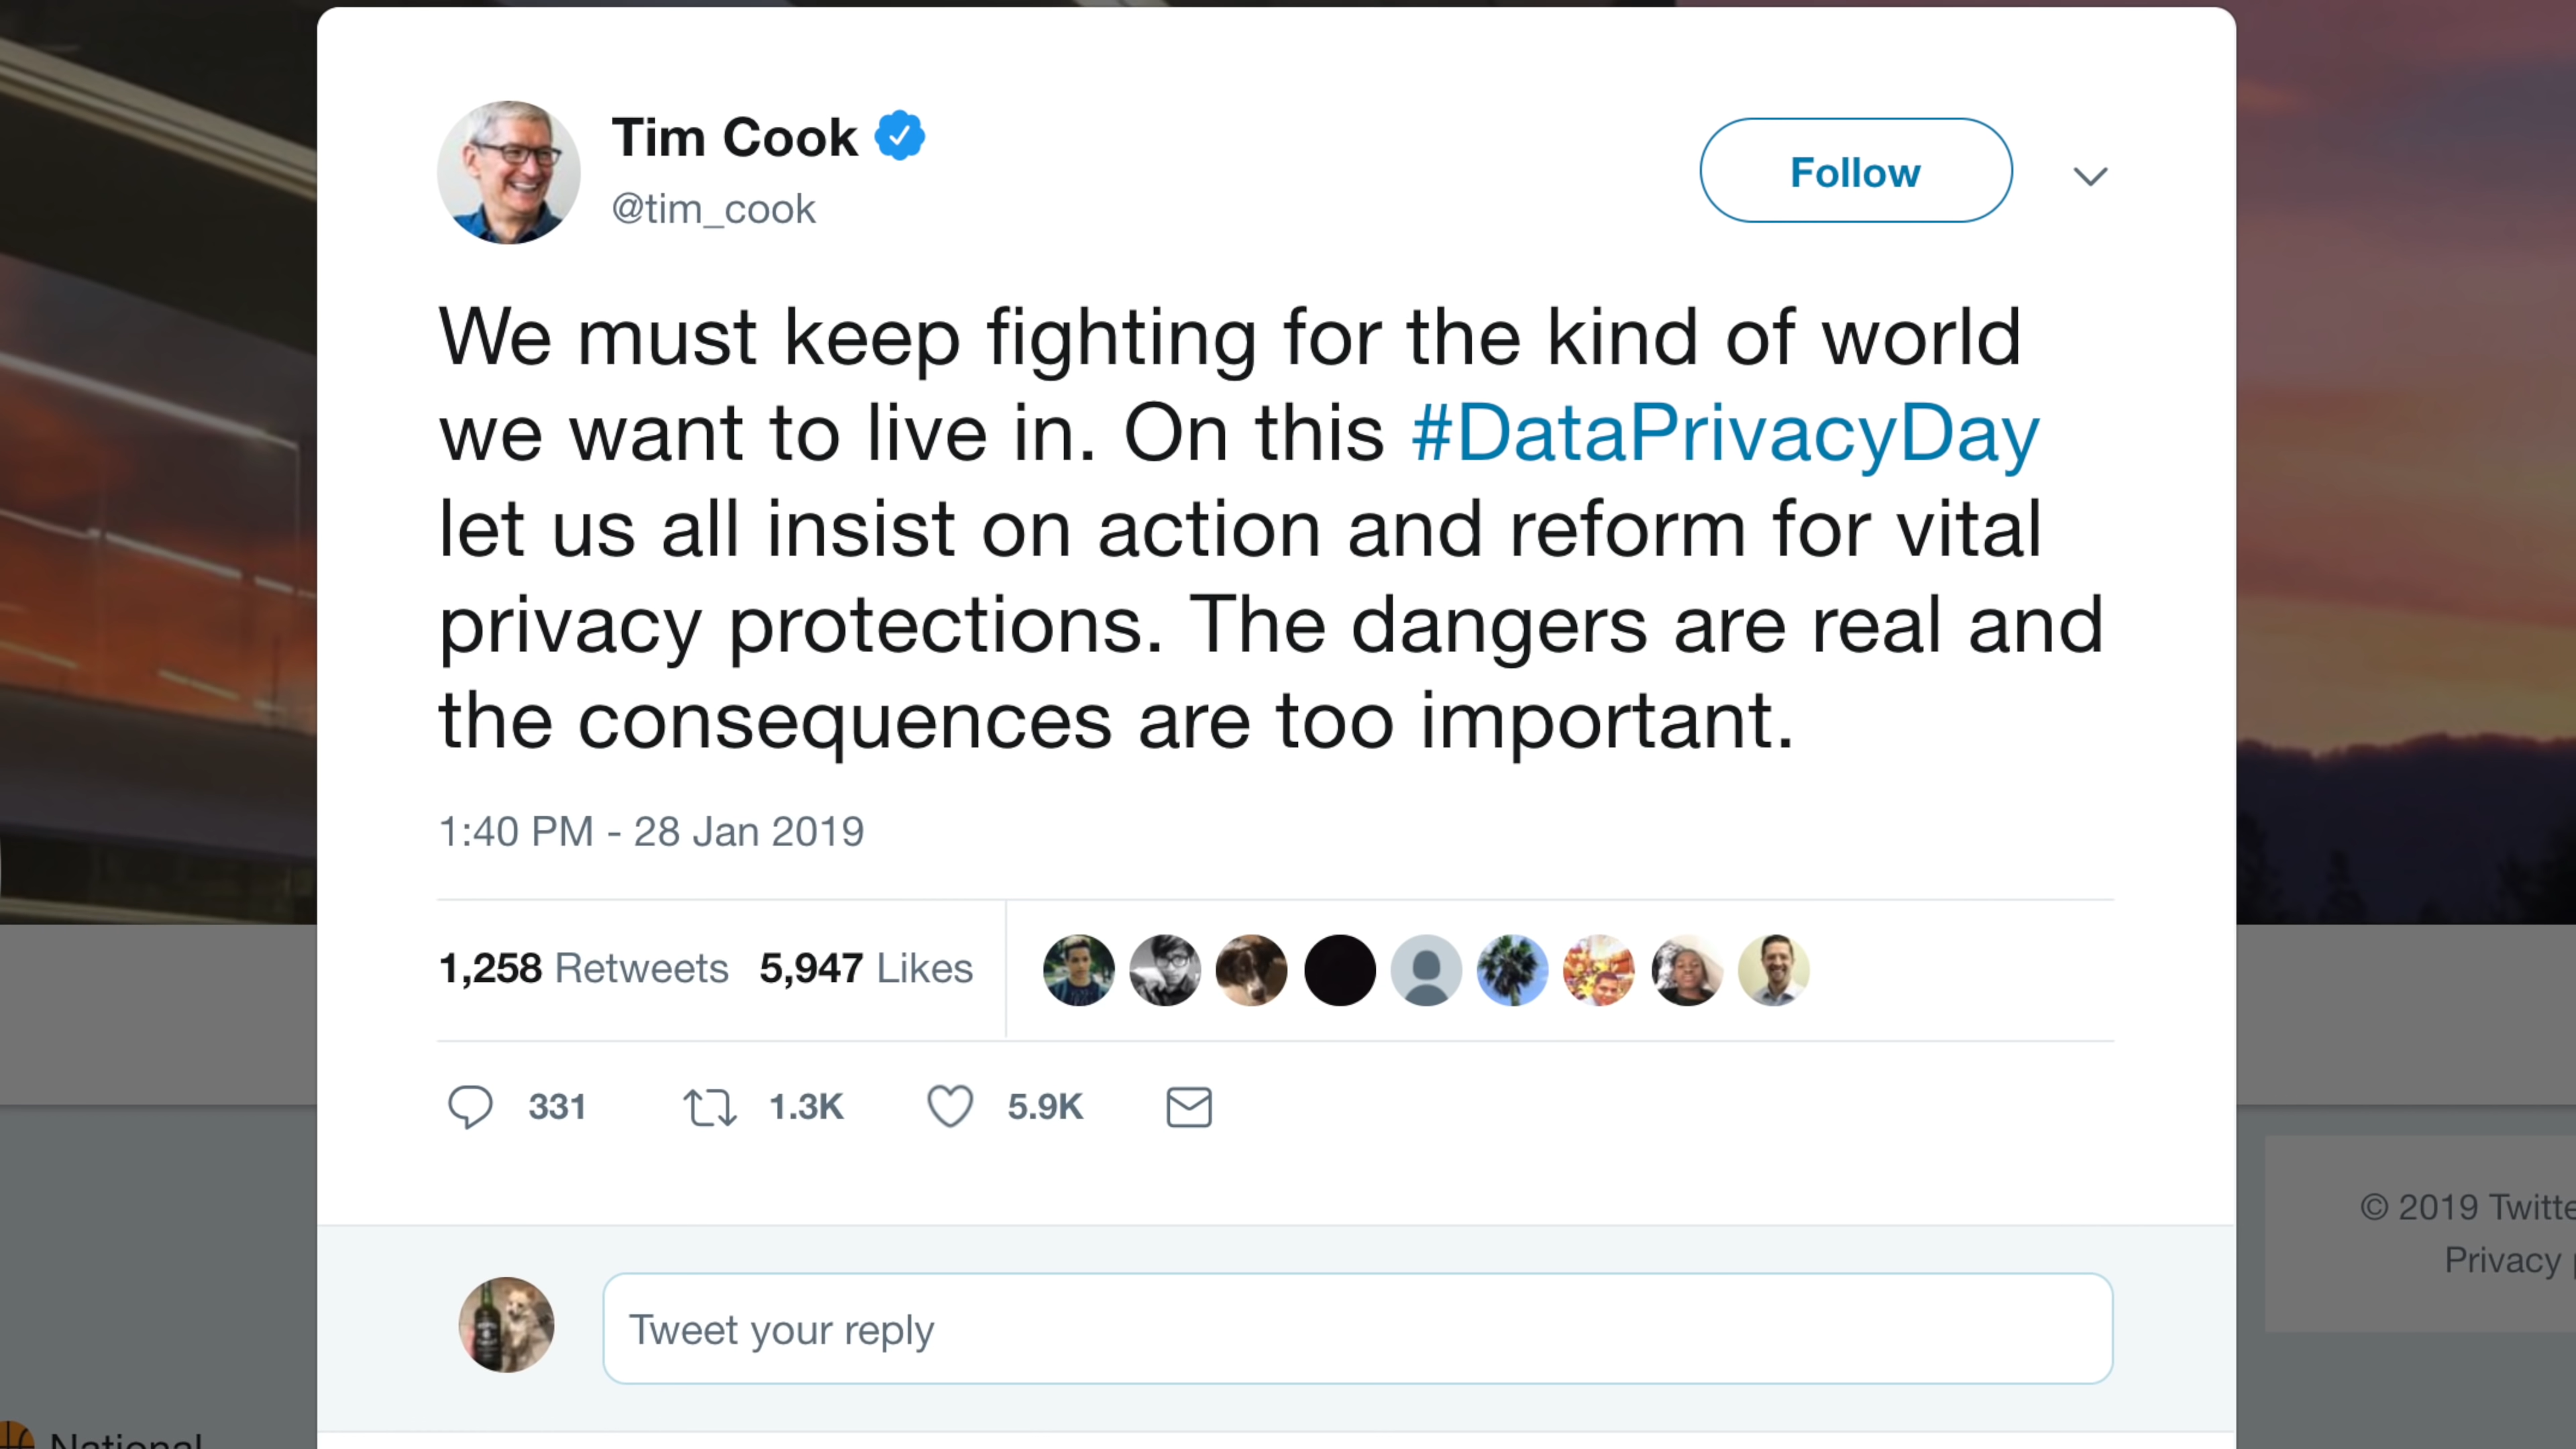 Tim Cook
@tim_cook
Follow
We must keep fighting for the kind of world
we want to live in. On this #DataPrivacyDay
let us all insist on action and reform for vital
privacy protections. The dangers are real and
the consequences are too important.
1:40 PM - 28 Jan 2019
1,258 Retweets 5,947 Likes
331 1.3K 5.9K
© 2019 Twitte
Privacy
Tweet your reply
National